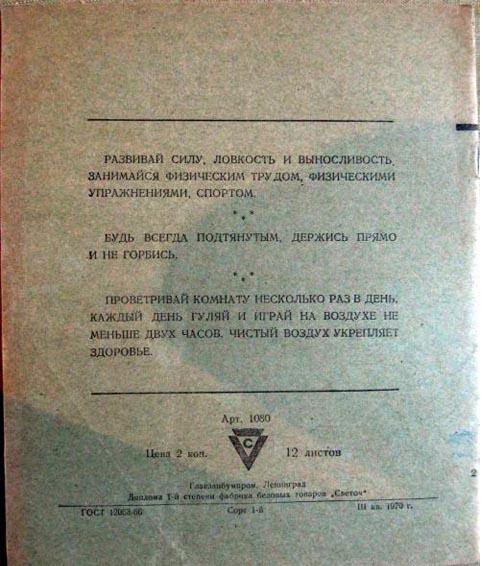 РАЗВИВАЙ СИЛУ, ЛОВКОСТЬ И ВЫНОСЛИВОСТЬ.
ЗАНИМАЙСЯ ФИЗИЧЕСКИМ ТРУДОМ, ФИЗИЧЕСКИМИ
УПРАЖНЕНИЯМИ, СПОРТОМ.
* * *
БУДЬ ВСЕГДА ПОДТЯНУТЫМ, ДЕРЖИСЬ ПРЯМО
И НЕ ГОРБИСЬ.
* * *
ПРОВЕТРИВАЙ КОМНАТУ НЕСКОЛЬКО РАЗ В ДЕНЬ.
КАЖДЫЙ ДЕНЬ ГУЛЯЙ И ИГРАЙ НА ВОЗДУХЕ НЕ
МЕНЬШЕ ДВУХ ЧАСОВ. ЧИСТЫЙ ВОЗДУХ УКРЕПЛЯЕТ
ЗДОРОВЬЕ.
Арт. 1080
Цена 2 коп. С 12 листов
Главсанбумпром, Ленинград
Диплома 1-й степени фабрика беловых товаров „Светоч"
ГОСТ 12063-66 Сорт 1-й III кв. 1970 г.
2